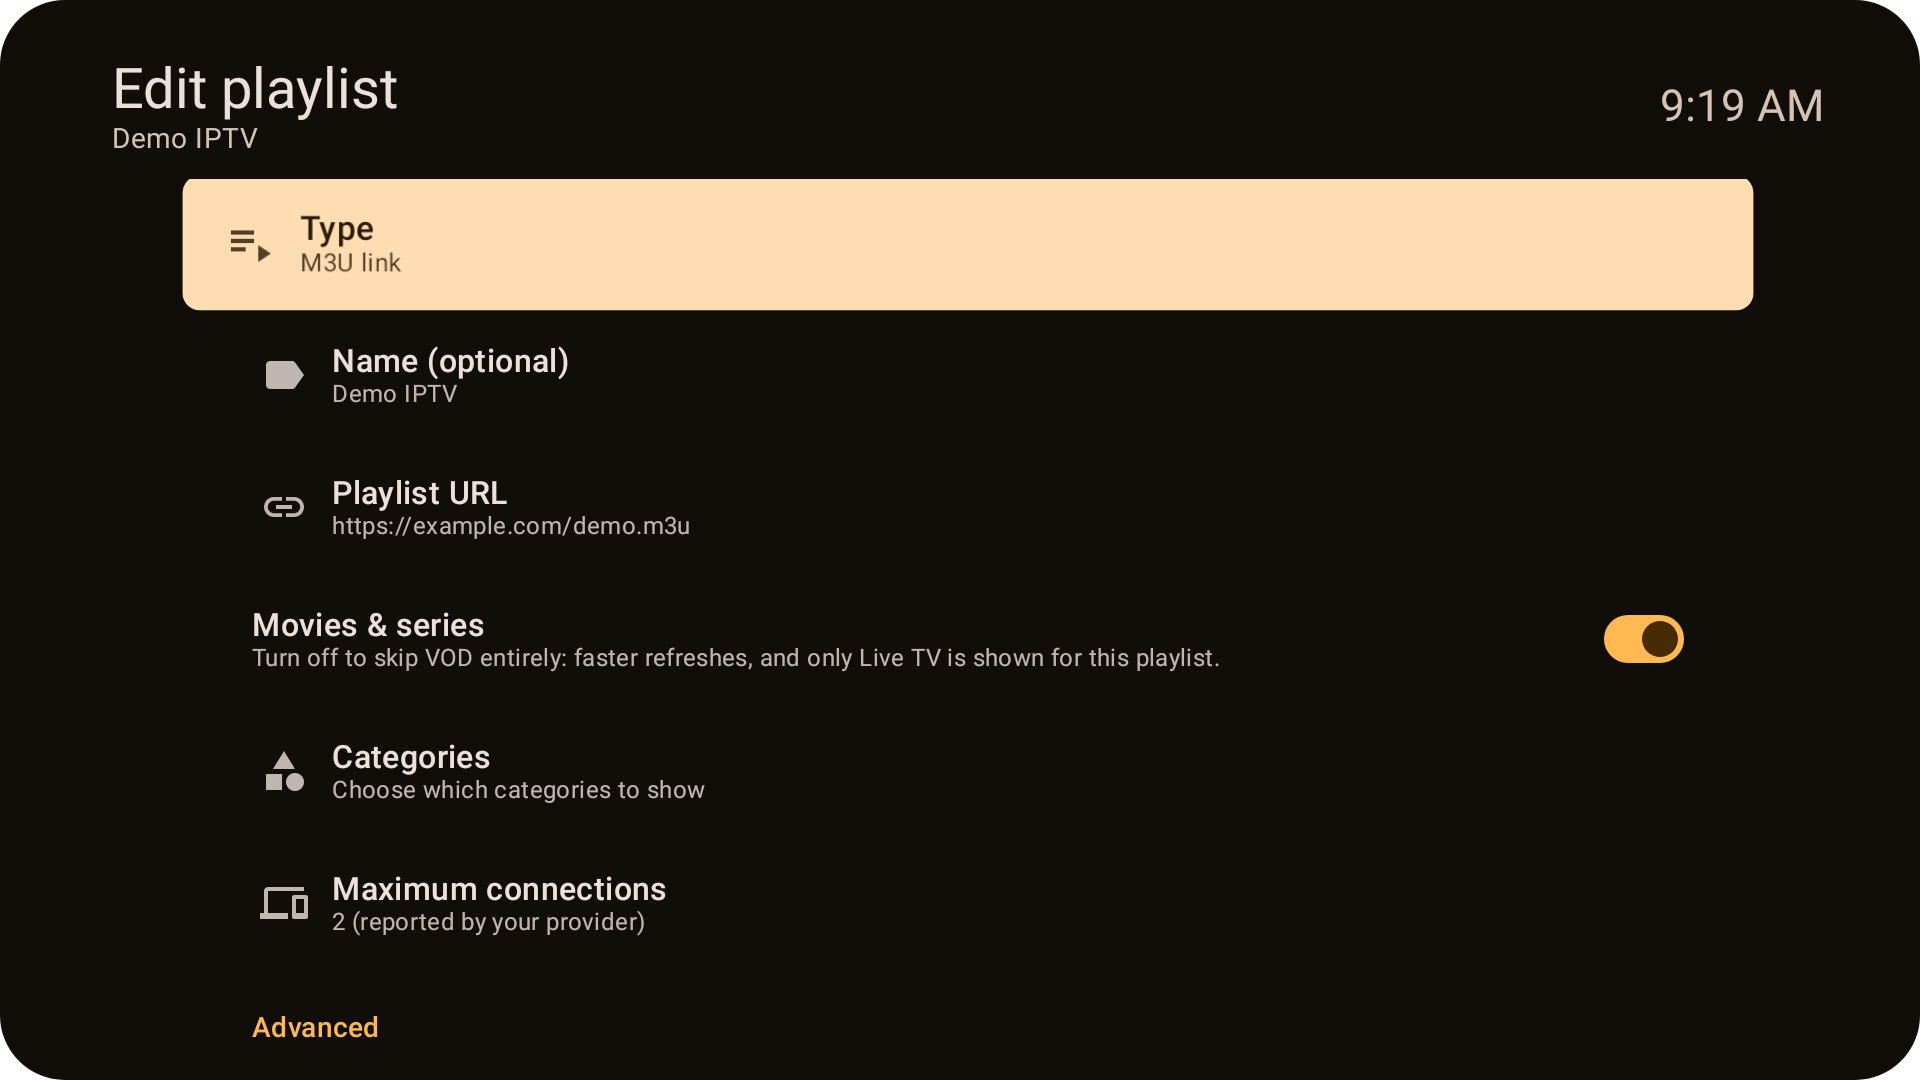 Edit playlist
Demo IPTV
9:19 AM
Type
M3U link
Name (optional)
Demo IPTV
Playlist URL
https://example.com/demo.m3u
Movies & series
Turn off to skip VOD entirely: faster refreshes, and only Live TV is shown for this playlist.
Categories
Choose which categories to show
Maximum connections
2 (reported by your provider)
Advanced